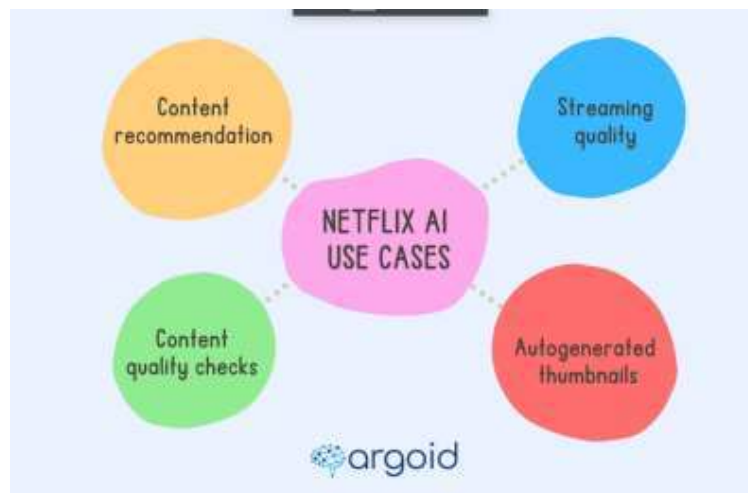 Content
recommendation
Streaming
quality
NETFLIX AI
USE CASES
Content
quality checks
Autogenerated
thumbnails
argoid